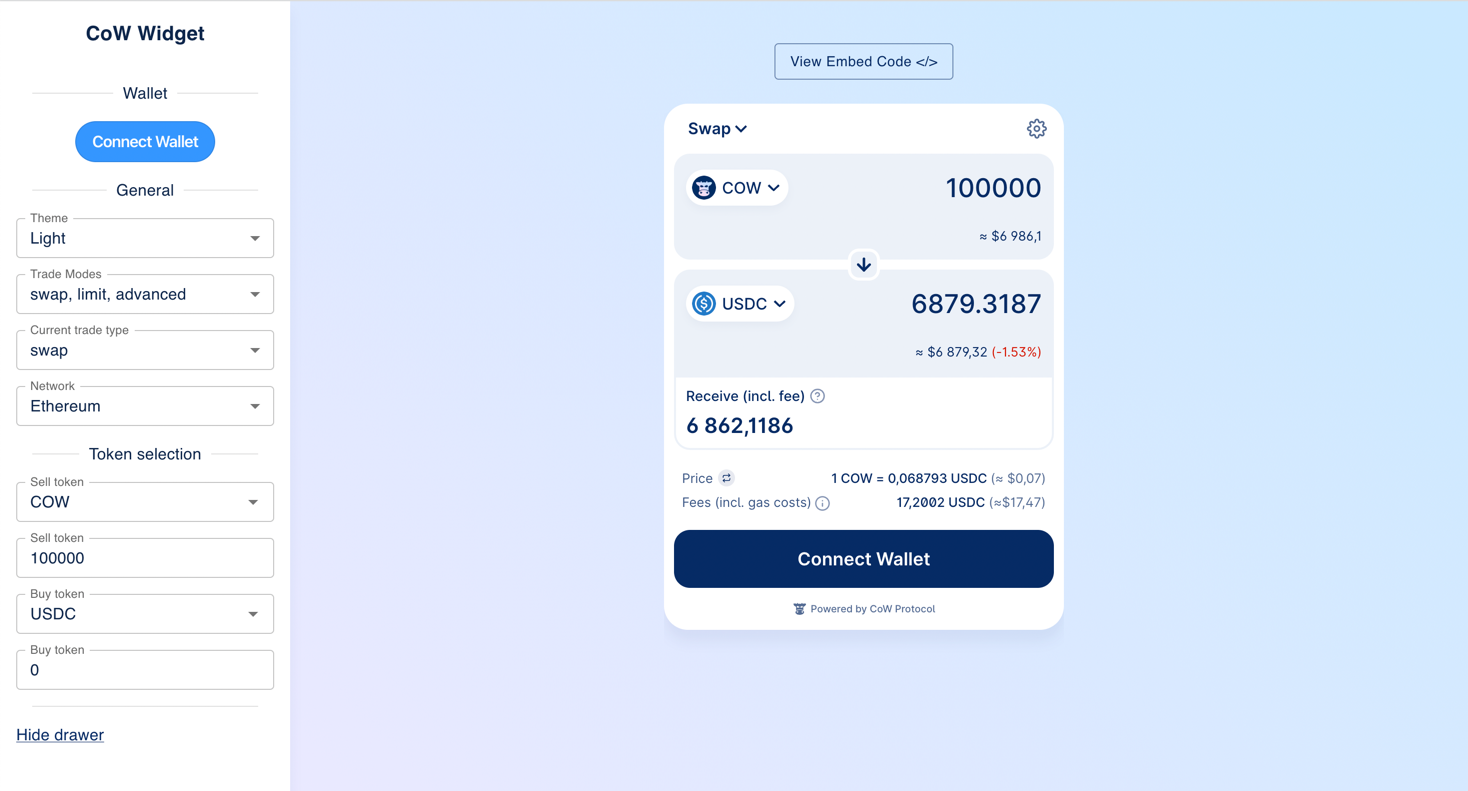 CoW Widget
Wallet
Connect Wallet
General
Theme
Light
Trade Modes
swap, limit, advanced
Current trade type
swap
Network
Ethereum
Token selection
Sell token
COW
Sell token
100000
Buy token
USDC
Buy token
0
Hide drawer
View Embed Code </>
Swap
COW
100000
≈ $6 986,1
USDC
6879.3187
≈ $6 879,32 (-1.53%)
Receive (incl. fee)
6 862,1186
Price 1 COW = 0,068793 USDC (≈ $0,07)
Fees (incl. gas costs) 17,2002 USDC (≈$17,47)
Connect Wallet
Powered by CoW Protocol